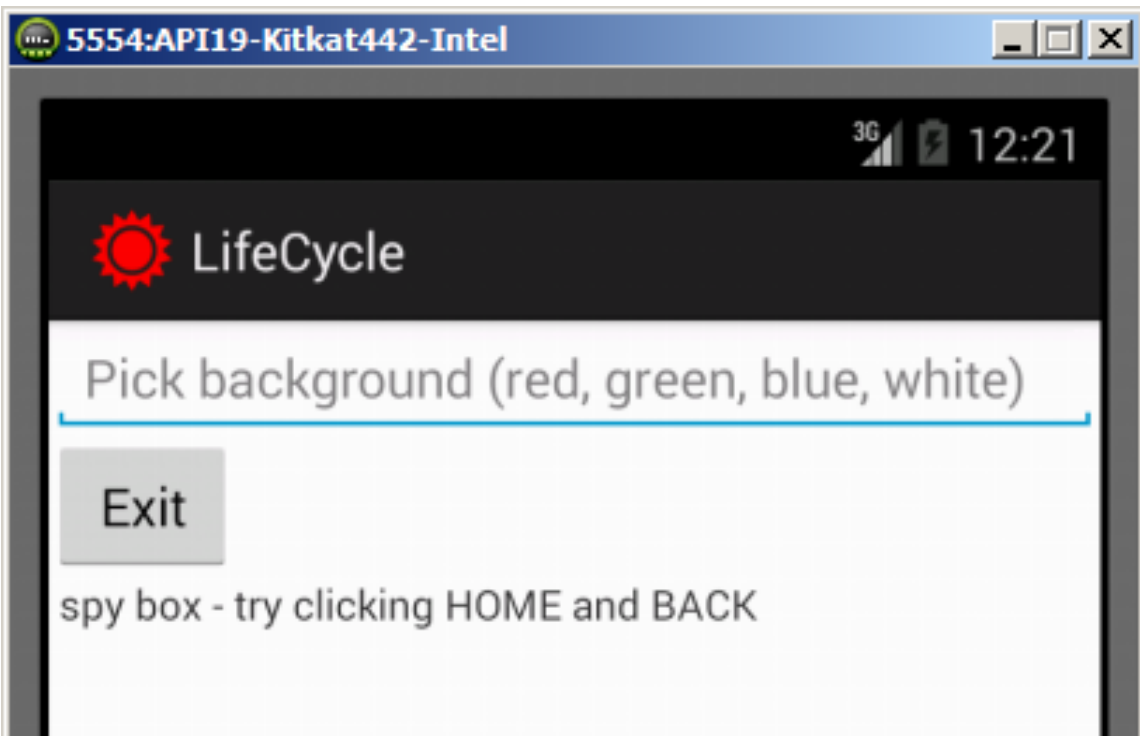 5554:API19-Kitkat442-Intel
3G 12:21
LifeCycle
Pick background (red, green, blue, white)
Exit
spy box - try clicking HOME and BACK